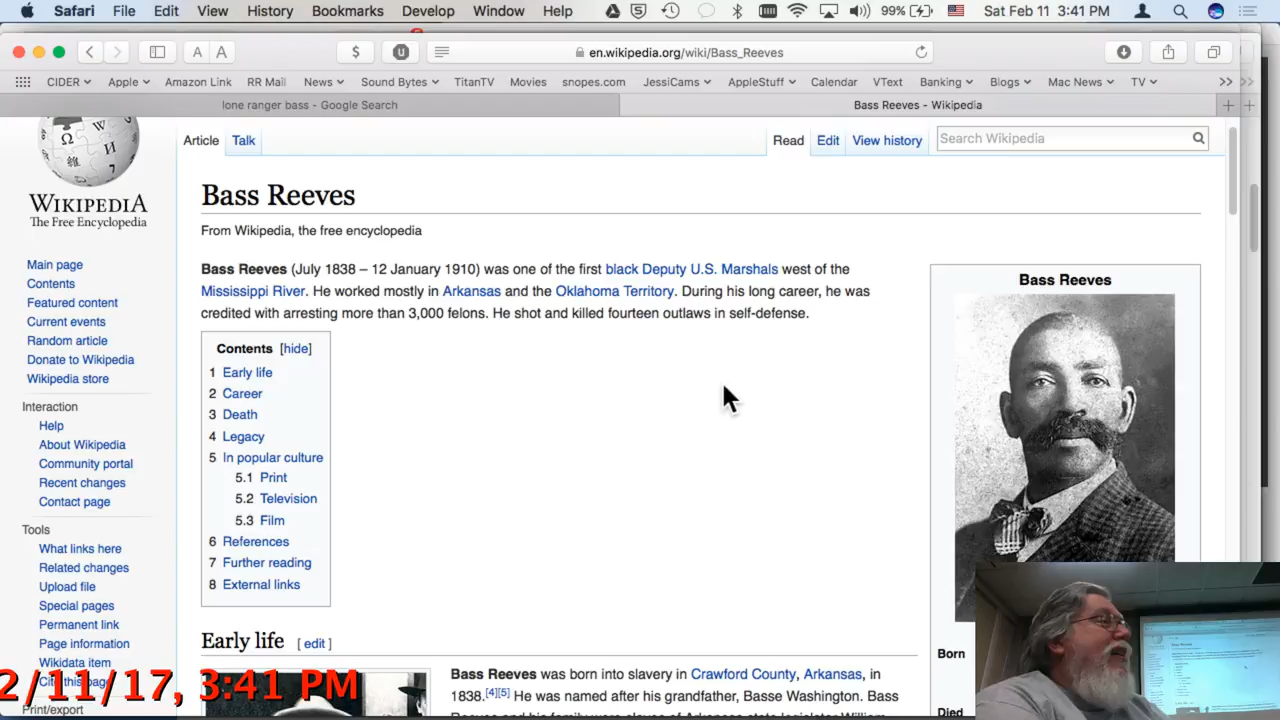 Safari File Edit View History Bookmarks Develop Window Help 99% Sat Feb 11 3:41 PM
A A $ u en.wikipedia.org/wiki/Bass_Reeves
CIDER Apple Amazon Link RR Mail News Sound Bytes TitanTV Movies snopes.com JessiCams AppleStuff Calendar VText Banking Blogs Mac News TV >>
lone ranger bass - Google Search Bass Reeves - Wikipedia
Article Talk Read Edit View history Search Wikipedia
WIKIPEDIA
The Free Encyclopedia
Main page
Contents
Featured content
Current events
Random article
Donate to Wikipedia
Wikipedia store
Interaction
Help
About Wikipedia
Community portal
Recent changes
Contact page
Tools
What links here
Related changes
Upload file
Special pages
Permanent link
Page information
Wikidata item
Cite this page
Print/export
Bass Reeves
From Wikipedia, the free encyclopedia
Bass Reeves (July 1838 – 12 January 1910) was one of the first black Deputy U.S. Marshals west of the
Mississippi River. He worked mostly in Arkansas and the Oklahoma Territory. During his long career, he was
credited with arresting more than 3,000 felons. He shot and killed fourteen outlaws in self-defense.
Contents [hide]
1 Early life
2 Career
3 Death
4 Legacy
5 In popular culture
5.1 Print
5.2 Television
5.3 Film
6 References
7 Further reading
8 External links
Early life [ edit ]
Bass Reeves was born into slavery in Crawford County, Arkansas, in
1838.[4][5] He was named after his grandfather, Basse Washington. Bass
Bass Reeves
Born
Died
2/11/17, 3:41 PM